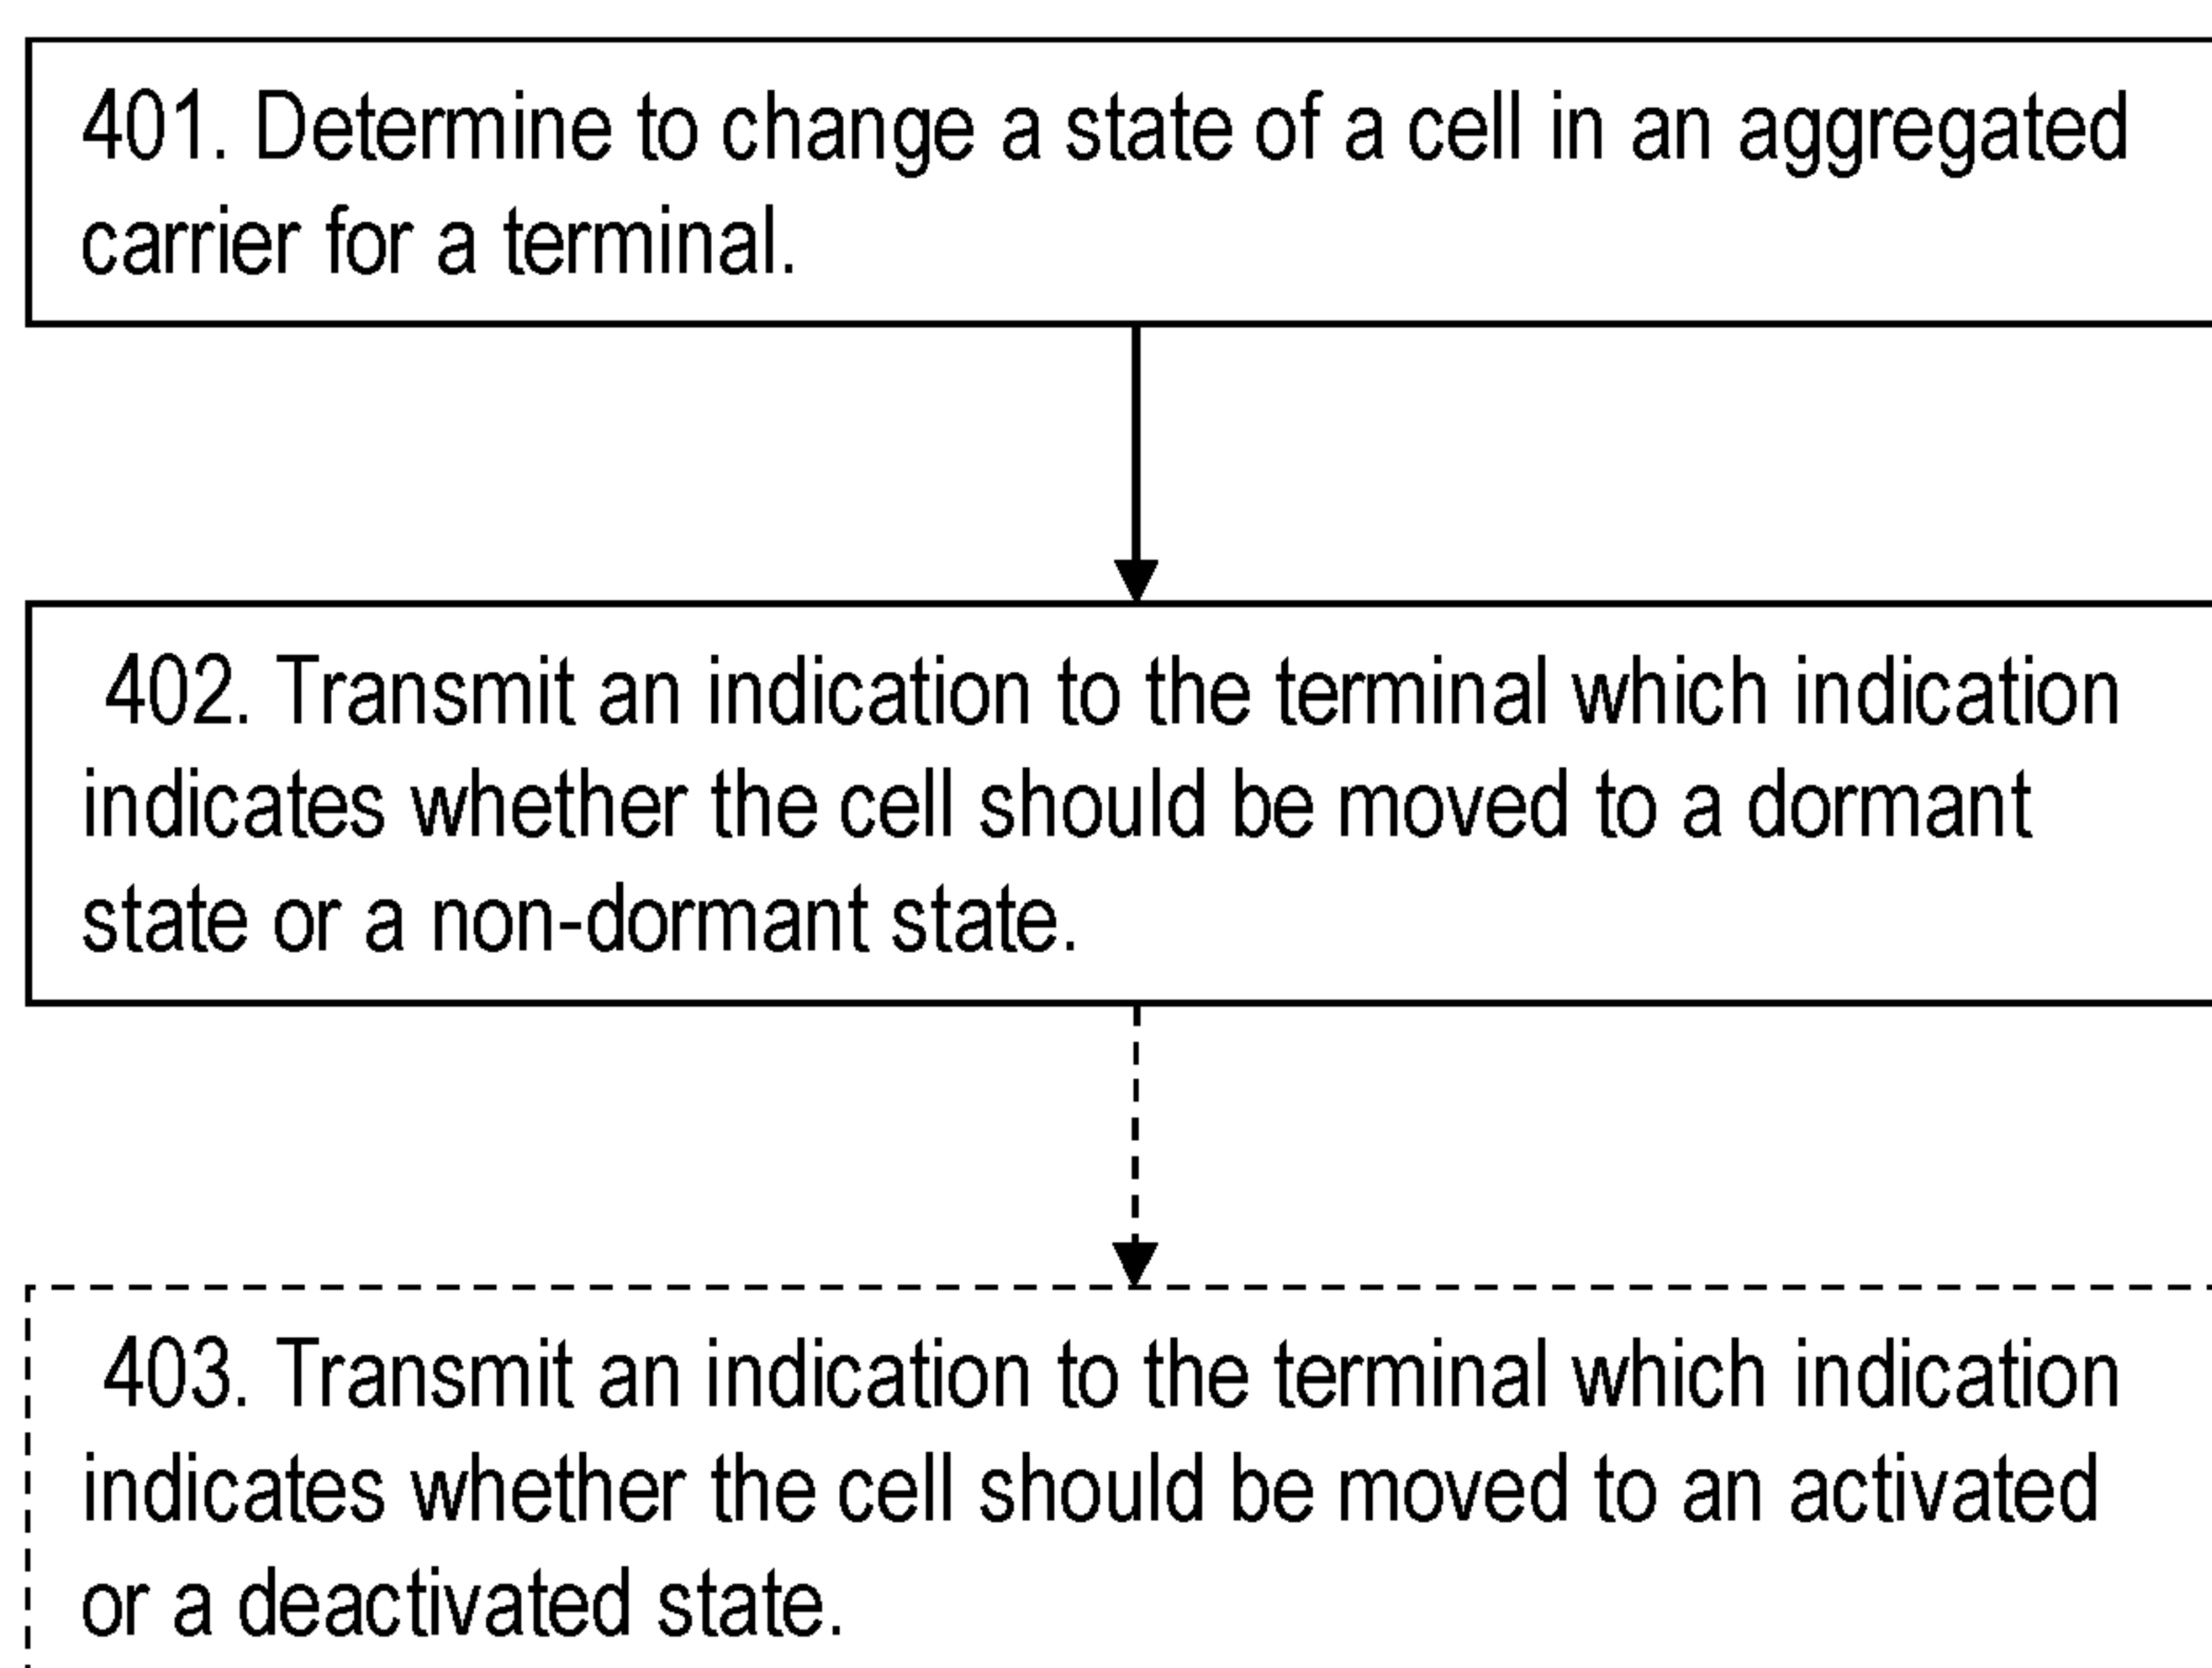 401. Determine to change a state of a cell in an aggregated
carrier for a terminal.
402. Transmit an indication to the terminal which indication
indicates whether the cell should be moved to a dormant
state or a non-dormant state.
403. Transmit an indication to the terminal which indication
indicates whether the cell should be moved to an activated
or a deactivated state.